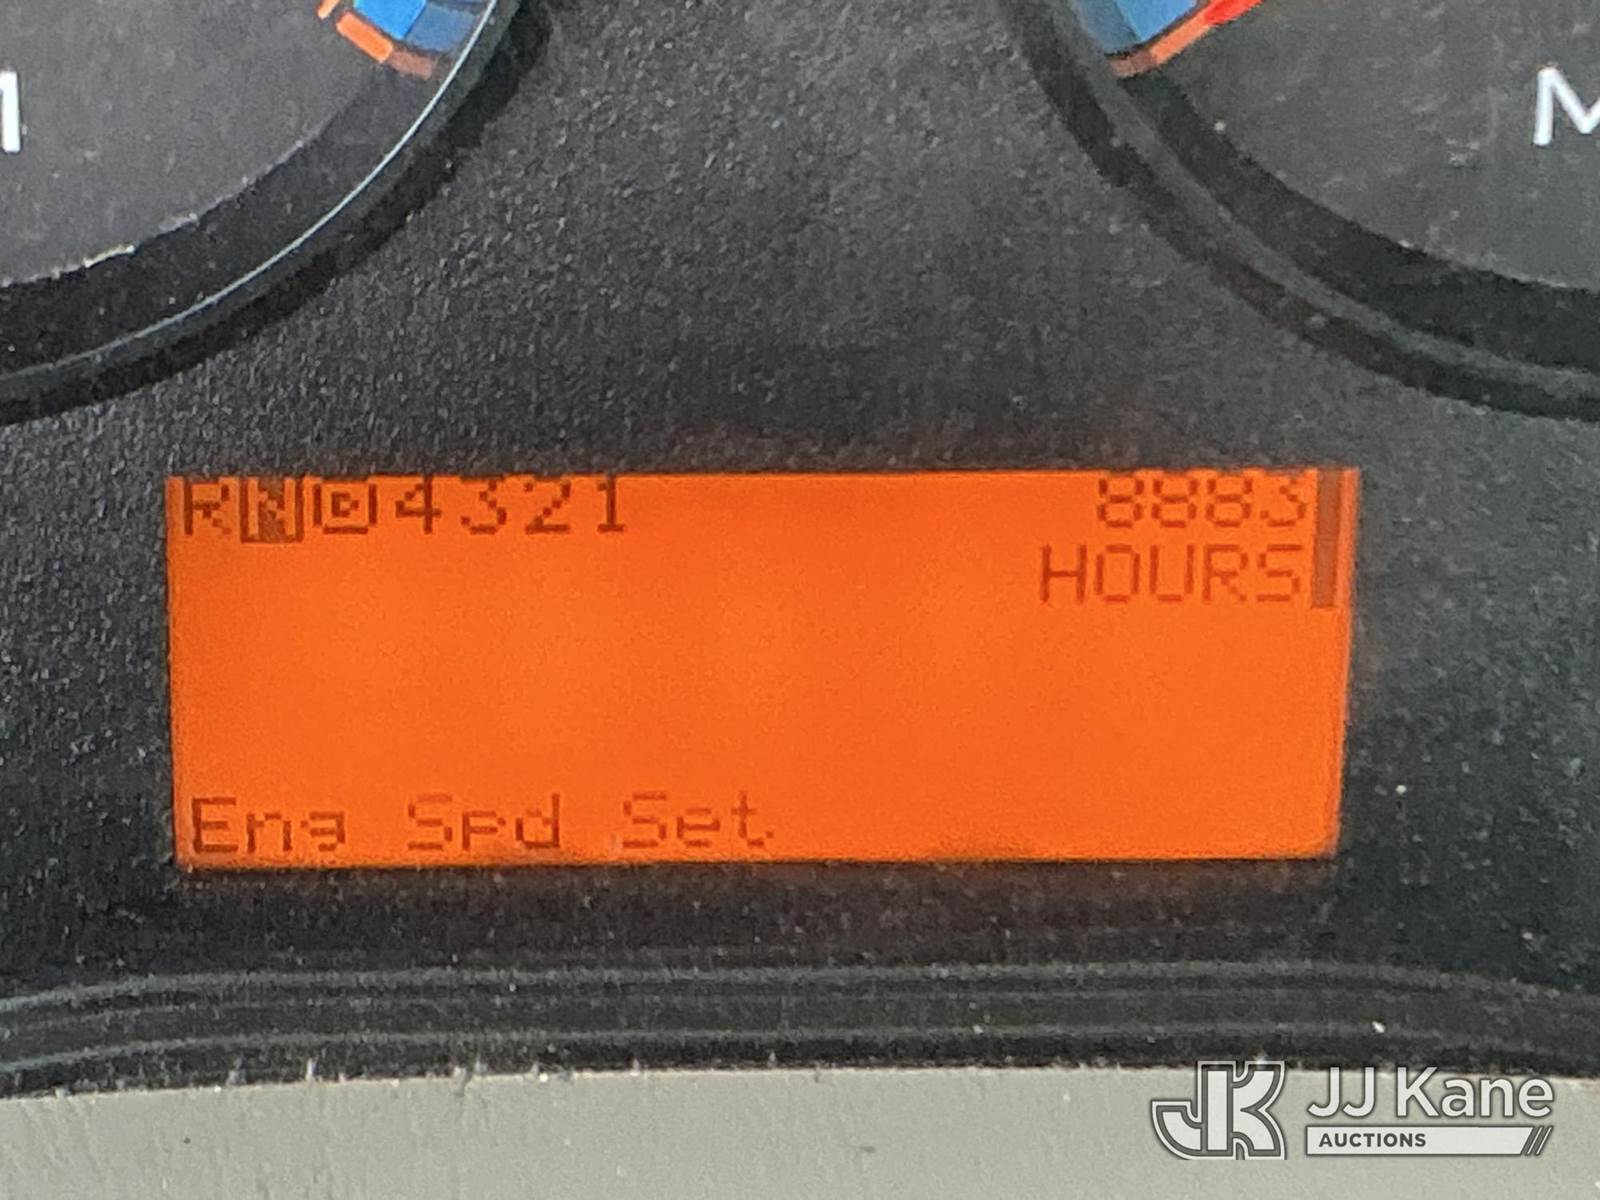 RND4321 8883
HOURS
Eng Spd Set
JJ Kane
AUCTIONS